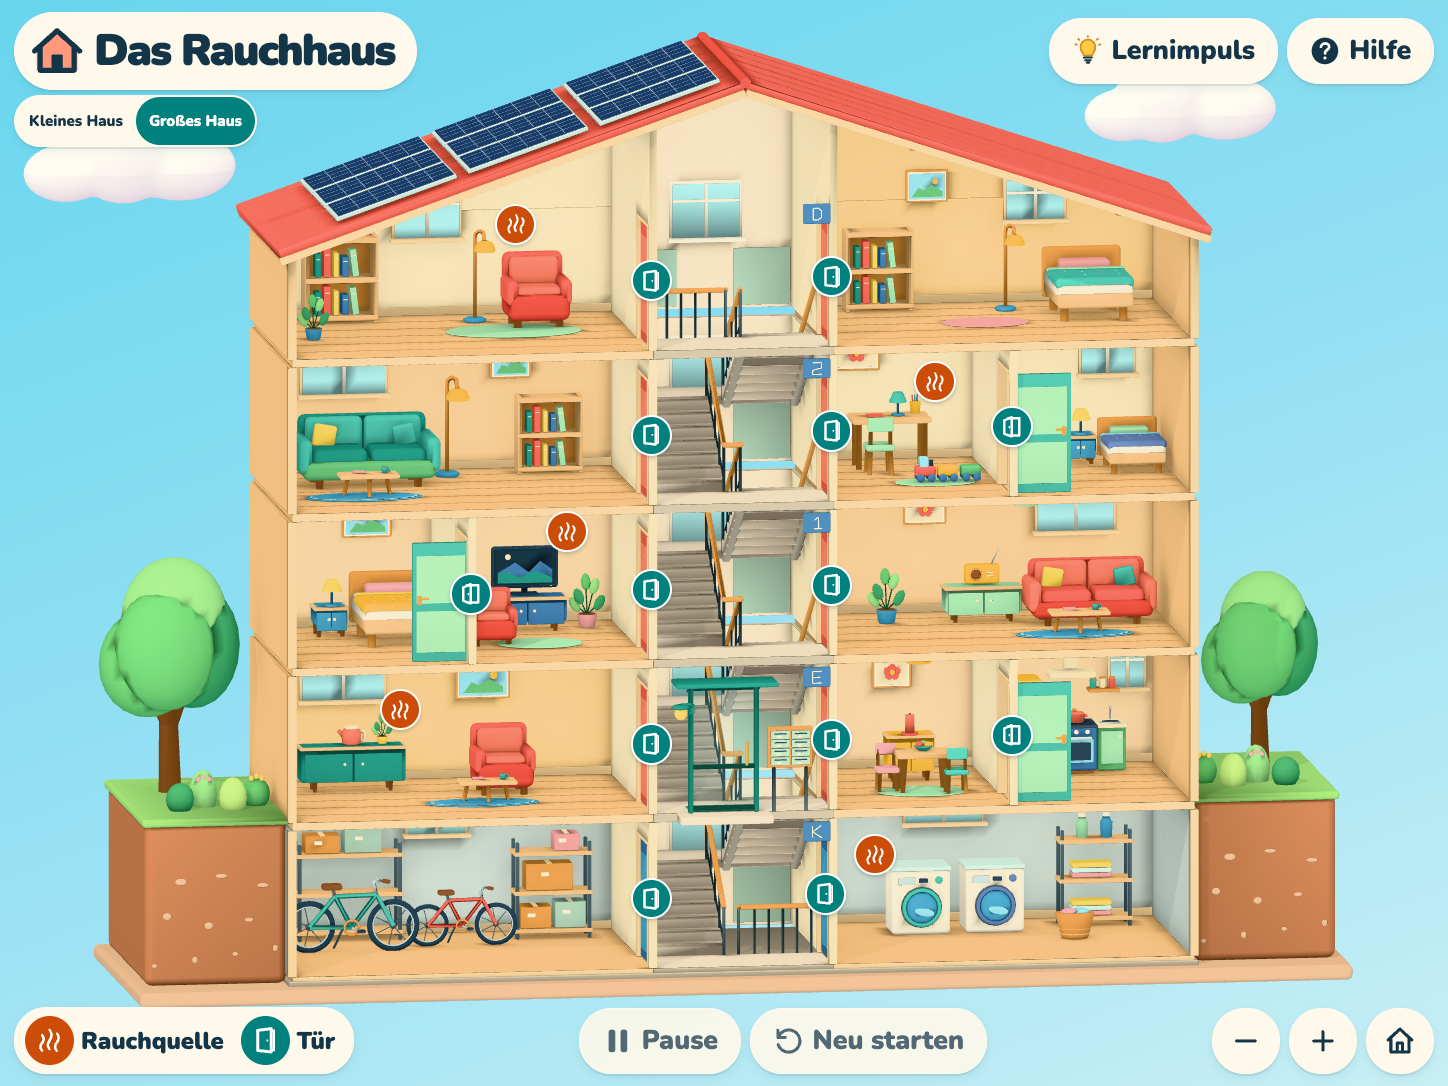 Das Rauchhaus
Lernimpuls
Hilfe
Kleines Haus
Großes Haus
D
2
1
E
K
Rauchquelle
Tür
Pause
Neu starten